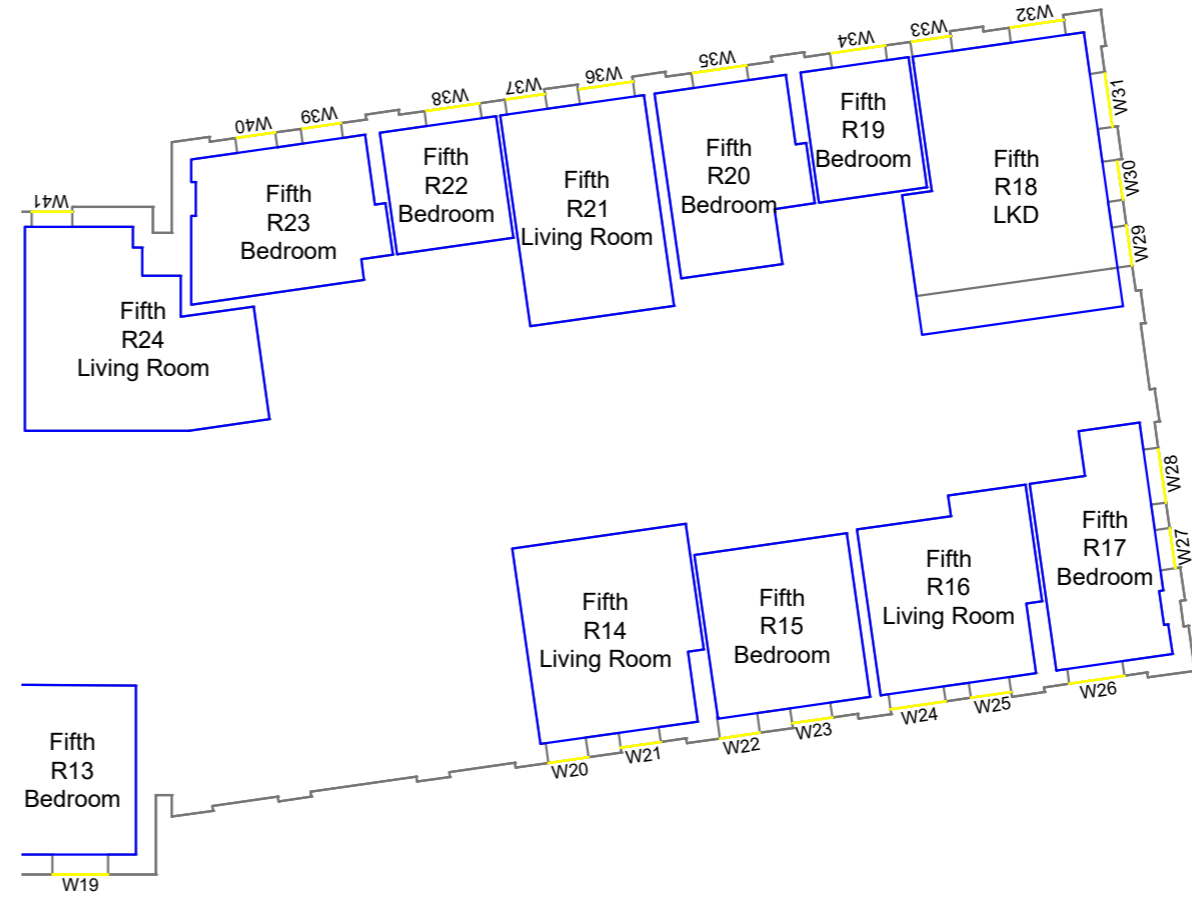 W32
W33
W34
W35
W36
W37
W38
W39
W40
W41
W31
W30
W29
Fifth
R19
Bedroom
Fifth
R18
LKD
Fifth
R20
Bedroom
Fifth
R22
Bedroom
Fifth
R21
Living Room
Fifth
R23
Bedroom
Fifth
R24
Living Room
W28
W27
Fifth
R17
Bedroom
Fifth
R16
Living Room
Fifth
R15
Bedroom
Fifth
R14
Living Room
Fifth
R13
Bedroom
W26
W25
W24
W23
W22
W21
W20
W19